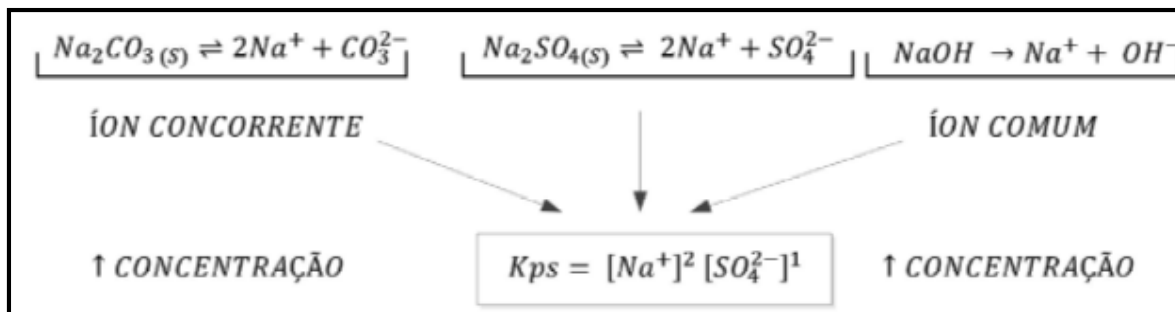 Na₂CO₃ (S) ⇌ 2Na⁺ + CO₃²⁻ Na₂SO₄(S) ⇌ 2Na⁺ + SO₄²⁻ NaOH → Na⁺ + OH⁻
ÍON CONCORRENTE ÍON COMUM
↑ CONCENTRAÇÃO Kps = [Na⁺]² [SO₄²⁻]¹ ↑ CONCENTRAÇÃO